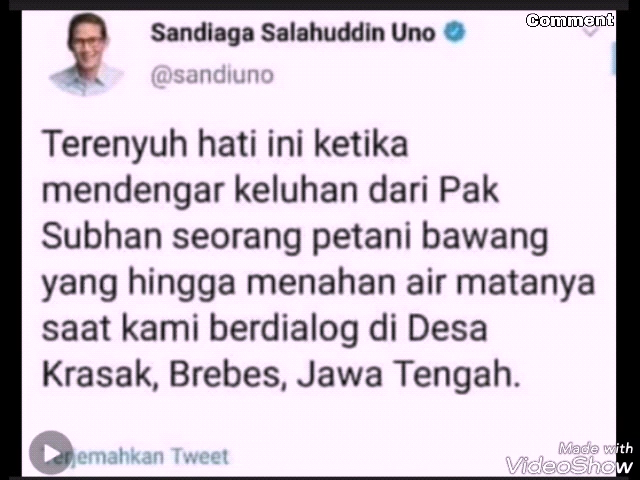 Comment
Sandiaga Salahuddin Uno
@sandiuno
Terenyuh hati ini ketika
mendengar keluhan dari Pak
Subhan seorang petani bawang
yang hingga menahan air matanya
saat kami berdialog di Desa
Krasak, Brebes, Jawa Tengah.
Terjemahkan Tweet
Made with
VideoShow